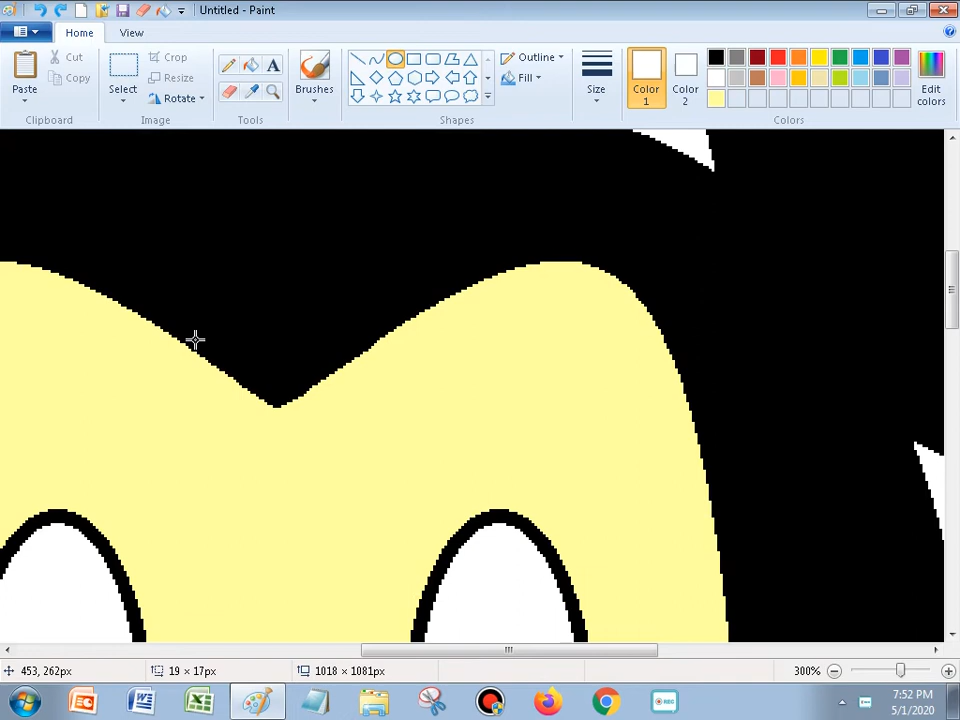 Untitled - Paint
Home
View
Paste
Cut
Copy
Clipboard
Select
Crop
Resize
Rotate
Image
A
Tools
Brushes
Outline
Fill
Shapes
Size
Color 1
Color 2
Edit colors
Colors
453, 262px
19 × 17px
1018 × 1081px
300%
7:52 PM
5/1/2020